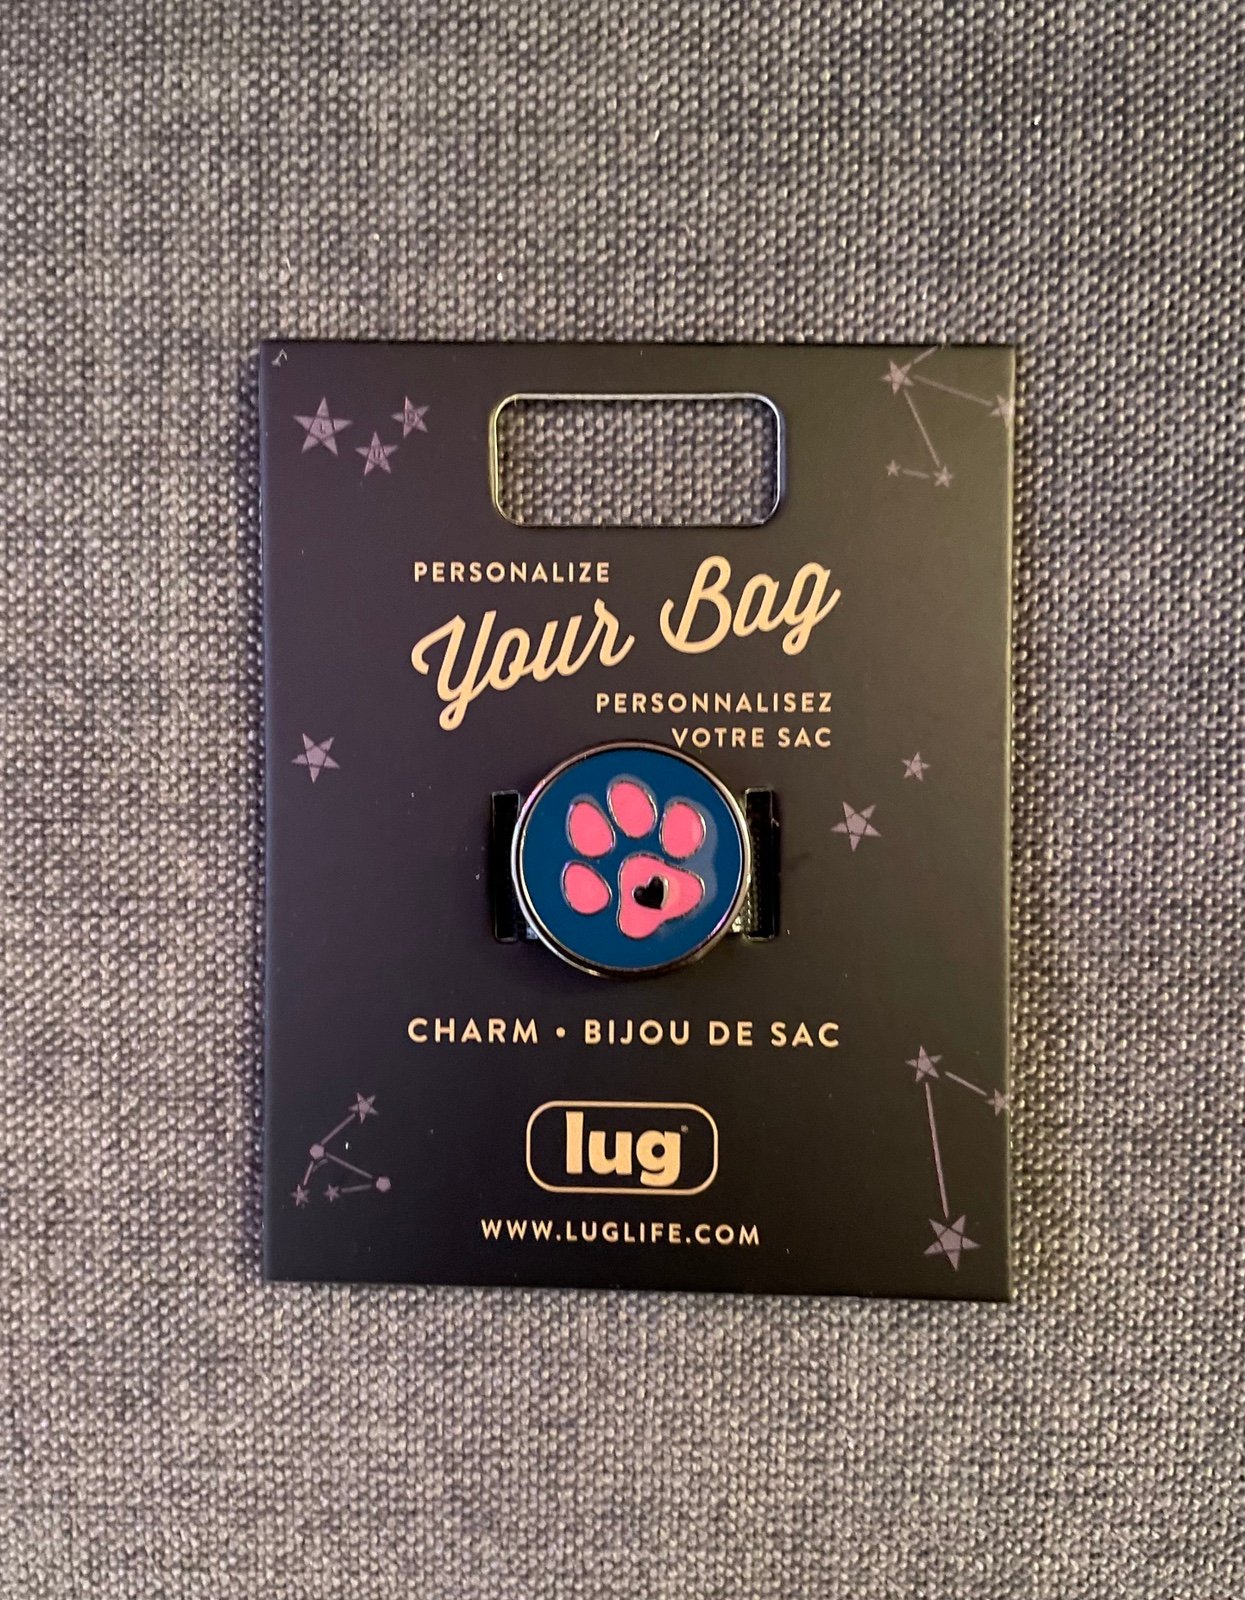 L U G
PERSONALIZE
Your Bag
PERSONNALISEZ
VOTRE SAC
CHARM • BIJOU DE SAC
lug®
WWW.LUGLIFE.COM